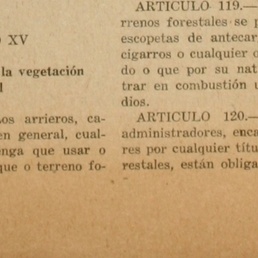 O XV
la vegetación
l
os arrieros, ca-
en general, cual-
enga que usar o
que o terreno fo-
ARTICULO 119.—
rrenos forestales se p
escopetas de antecar
cigarros o cualquier o
do o que por su nat
trar en combustión u
dios.
ARTICULO 120.—
administradores, enca
res por cualquier títu
restales, están obliga